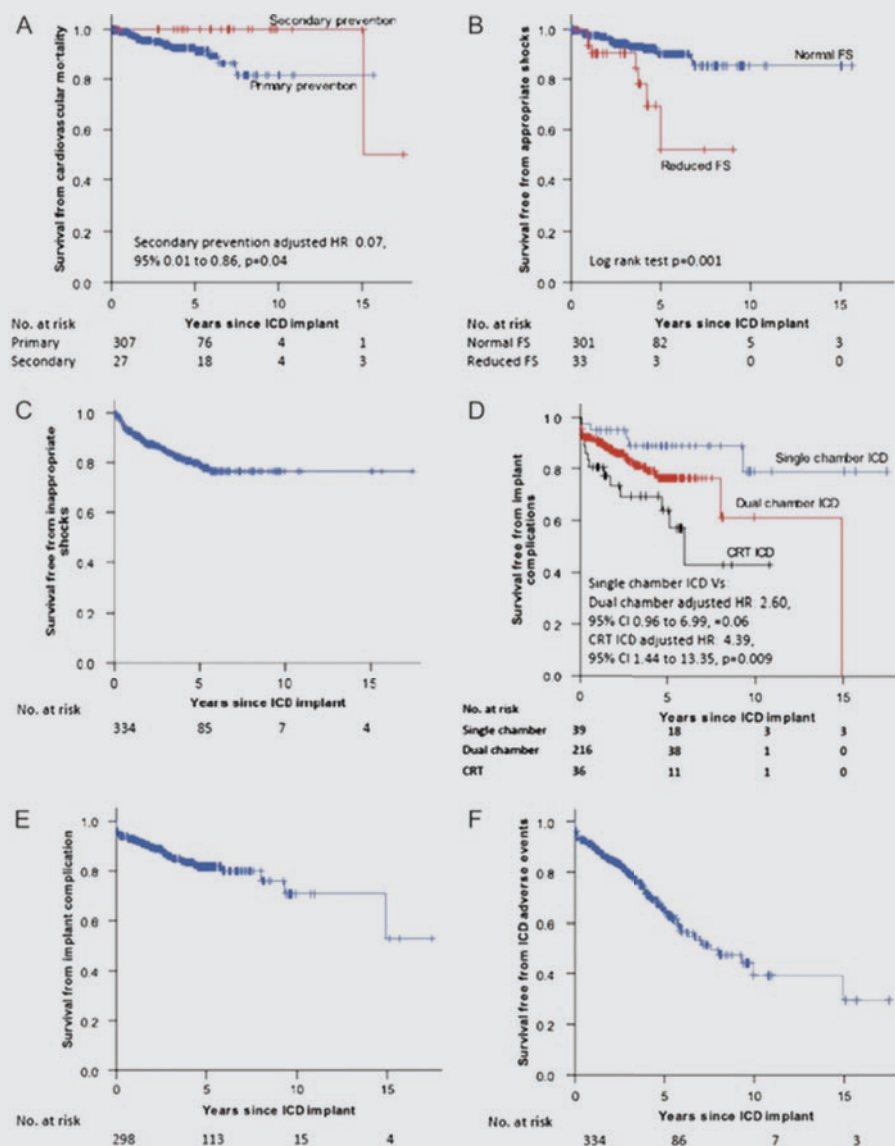 A
Survival from cardiovascular mortality
1.0
0.8
0.6
0.4
0.2
0.0
Secondary prevention
Primary prevention
Secondary prevention adjusted HR: 0.07,
95% 0.01 to 0.86, p=0.04
0 5 10 15
Years since ICD implant
No. at risk
Primary 307 76 4 1
Secondary 27 18 4 3
B
Survival free from appropriate shocks
1.0
0.8
0.6
0.4
0.2
0.0
Normal FS
Reduced FS
Log rank test p=0.001
0 5 10 15
Years since ICD implant
No. at risk
Normal FS 301 82 5 3
Reduced FS 33 3 0 0
C
Survival free from inappropriate
shocks
1.0
0.8
0.6
0.4
0.2
0.0
0 5 10 15
Years since ICD implant
No. at risk
334 85 7 4
D
Survival free from implant
complications
1.0
0.8
0.6
0.4
0.2
0.0
Single chamber ICD
Dual chamber ICD
CRT ICD
Single chamber ICD Vs
Dual chamber adjusted HR: 2.60,
95% CI 0.96 to 6.99, =0.06
CRT ICD adjusted HR: 4.39,
95% CI 1.44 to 13.35, p=0.009
0 5 10 15
Years since ICD implant
No. at risk
Single chamber 39 18 3 3
Dual chamber 216 38 1 0
CRT 36 11 1 0
E
Survival from implant complication
1.0
0.8
0.6
0.4
0.2
0.0
0 5 10 15
Years since ICD implant
No. at risk
298 113 15 4
F
Survival free from ICD adverse events
1.0
0.8
0.6
0.4
0.2
0.0
0 5 10 15
Years since ICD implant
No. at risk
334 86 7 3